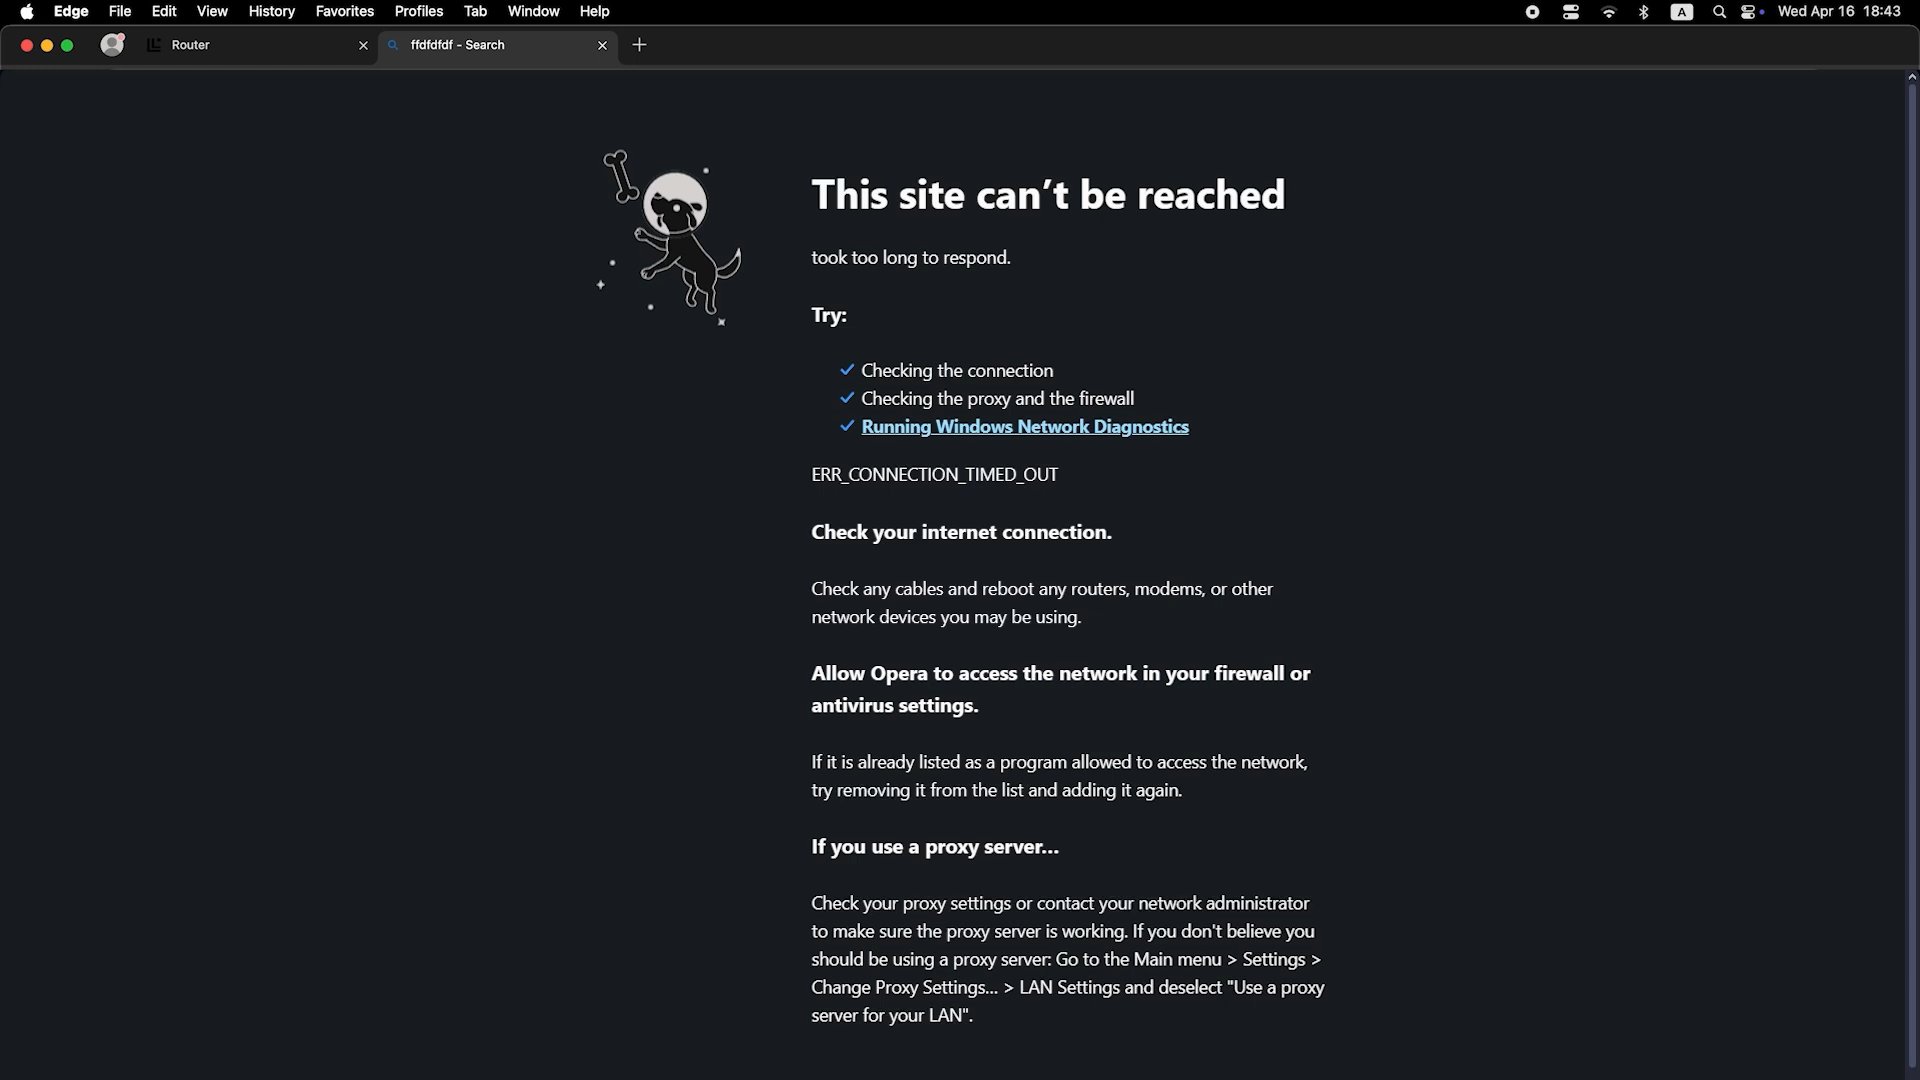 Edge File Edit View History Favorites Profiles Tab Window Help A Wed Apr 16 18:43
Router ffdfdfdf - Search
This site can’t be reached
took too long to respond.
Try:
Checking the connection
Checking the proxy and the firewall
Running Windows Network Diagnostics
ERR_CONNECTION_TIMED_OUT
Check your internet connection.
Check any cables and reboot any routers, modems, or other
network devices you may be using.
Allow Opera to access the network in your firewall or
antivirus settings.
If it is already listed as a program allowed to access the network,
try removing it from the list and adding it again.
If you use a proxy server...
Check your proxy settings or contact your network administrator
to make sure the proxy server is working. If you don't believe you
should be using a proxy server: Go to the Main menu > Settings >
Change Proxy Settings... > LAN Settings and deselect "Use a proxy
server for your LAN".